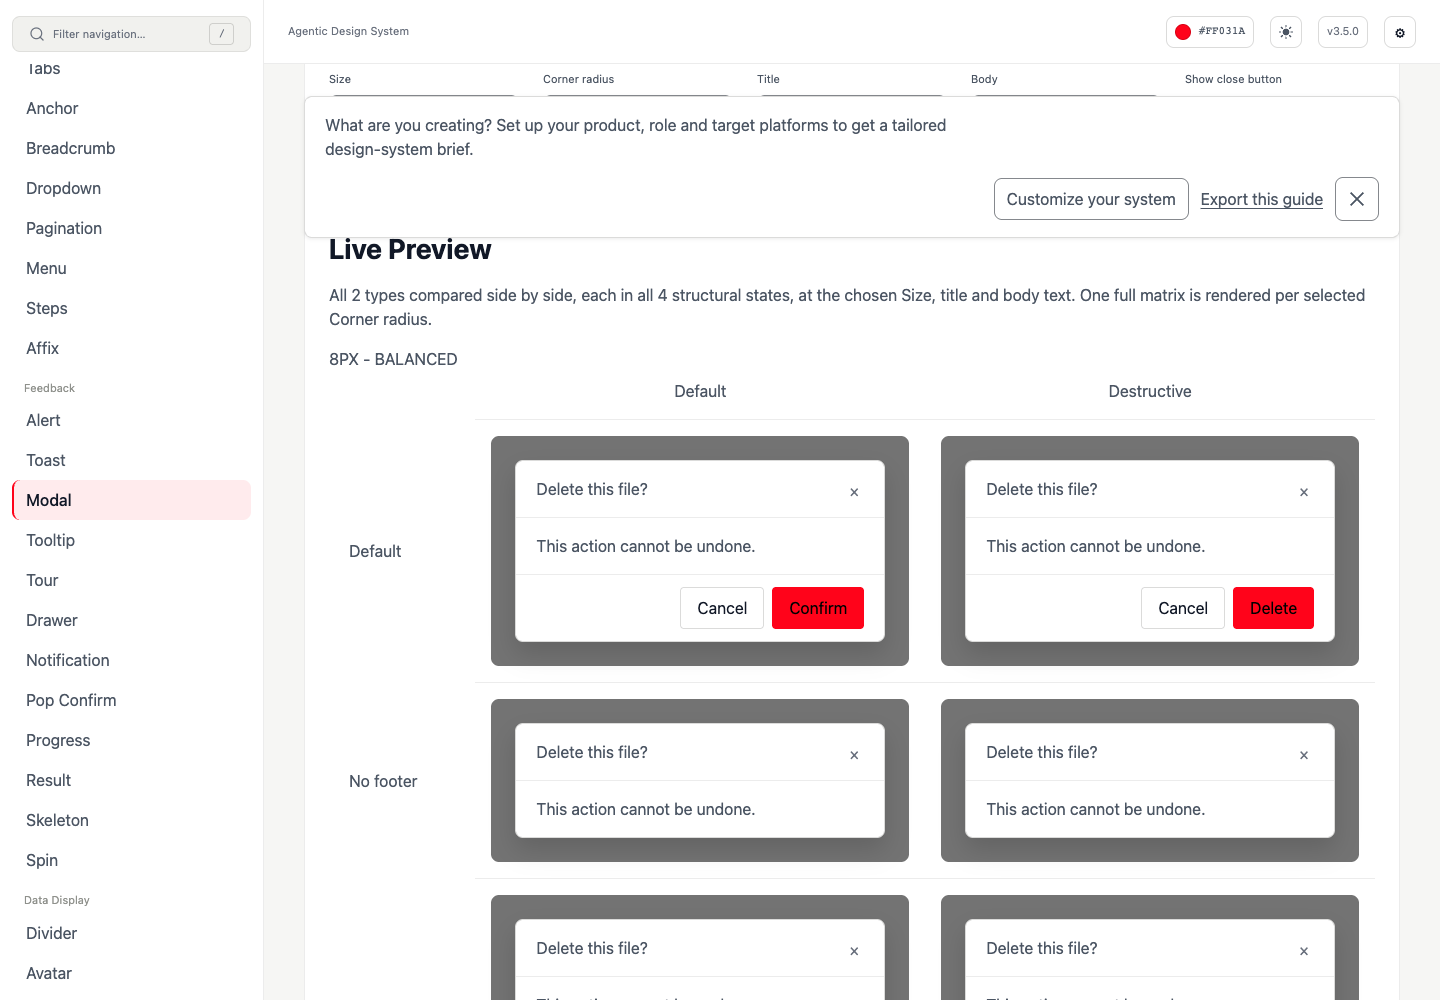 Filter navigation...
/
Tabs
Anchor
Breadcrumb
Dropdown
Pagination
Menu
Steps
Affix
Feedback
Alert
Toast
Modal
Tooltip
Tour
Drawer
Notification
Pop Confirm
Progress
Result
Skeleton
Spin
Data Display
Divider
Avatar
Agentic Design System
#FF031A
v3.5.0
Size
Corner radius
Title
Body
Show close button
What are you creating? Set up your product, role and target platforms to get a tailored
design-system brief.
Customize your system
Export this guide
Live Preview
All 2 types compared side by side, each in all 4 structural states, at the chosen Size, title and body text. One full matrix is rendered per selected
Corner radius.
8PX - BALANCED
Default
Destructive
Default
Delete this file?
×
This action cannot be undone.
Cancel
Confirm
Delete this file?
×
This action cannot be undone.
Cancel
Delete
No footer
Delete this file?
×
This action cannot be undone.
Delete this file?
×
This action cannot be undone.
Delete this file?
×
Delete this file?
×